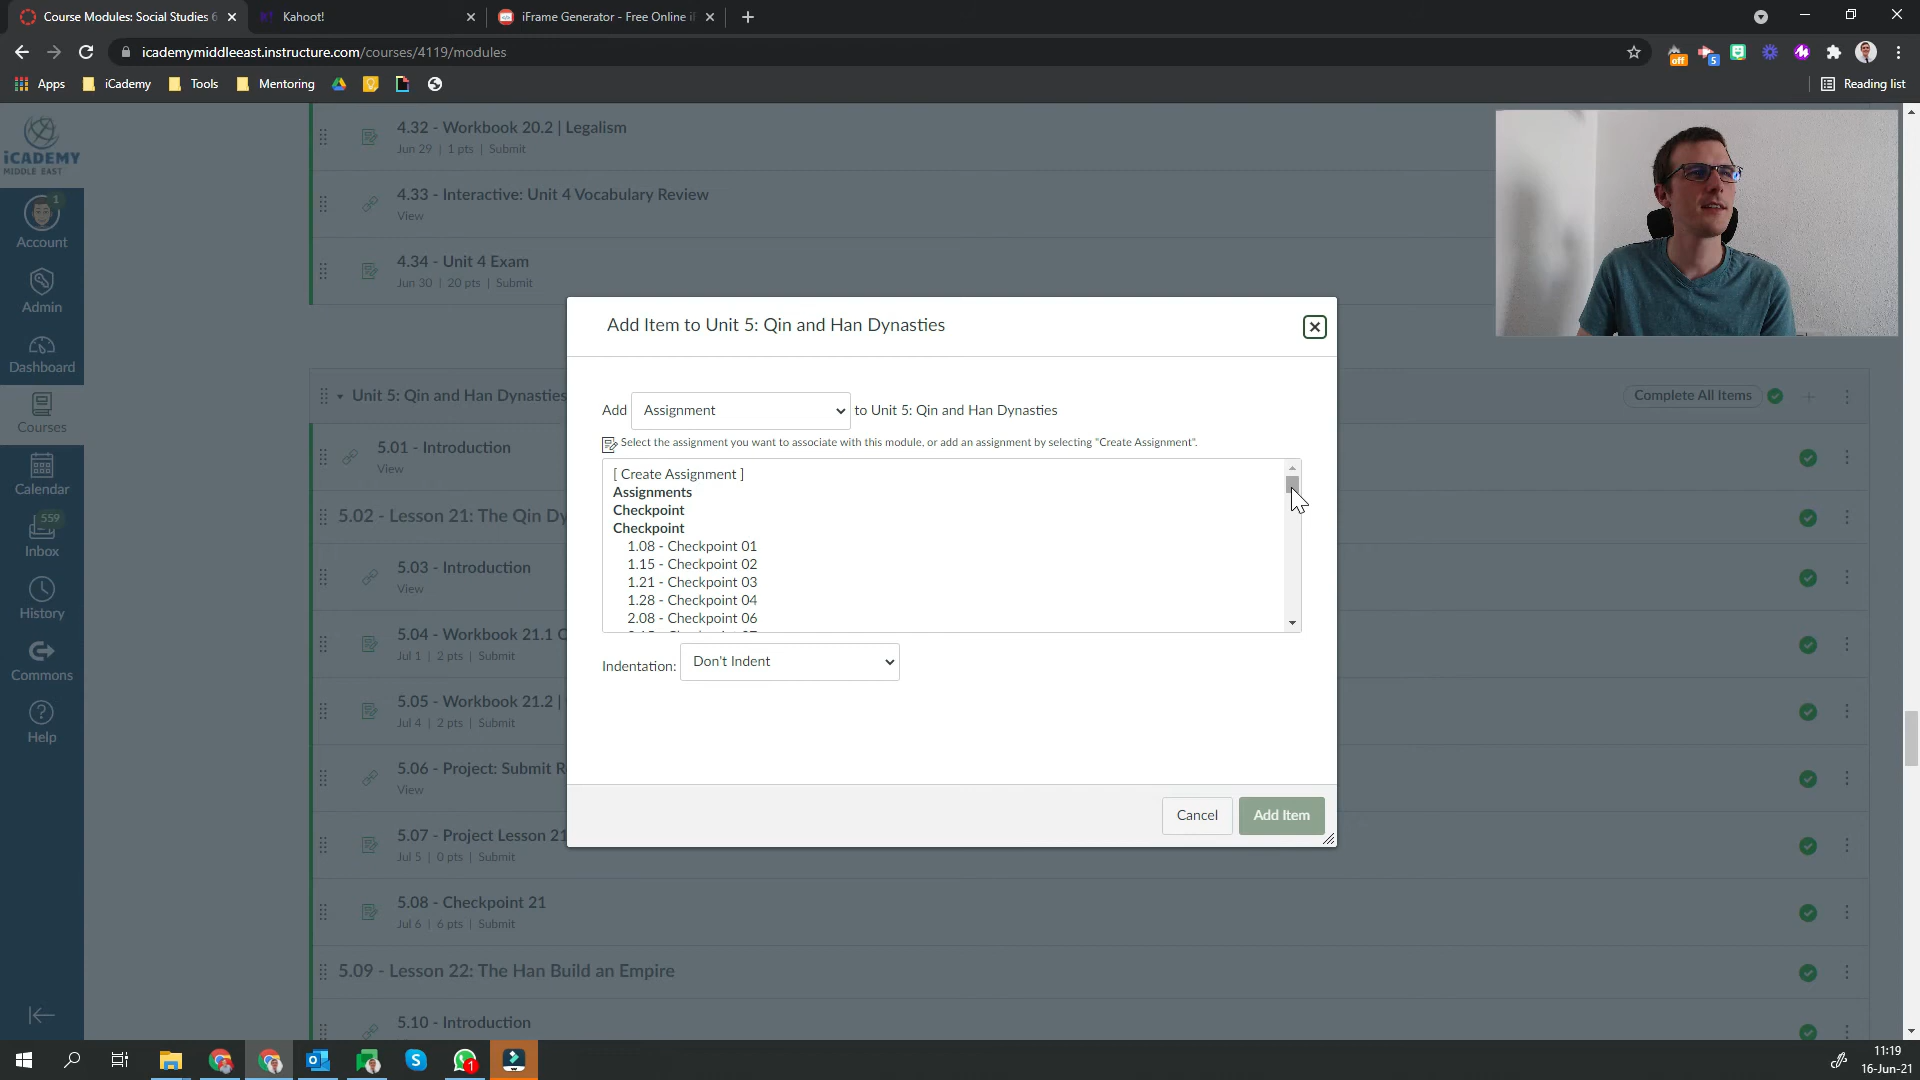 Course Modules: Social Studies 6
Kahoot!
iFrame Generator - Free Online i
icademymiddleeast.instructure.com/courses/4119/modules
off
5
Apps
iCademy
Tools
Mentoring
Reading list
iCADEMY
MIDDLE EAST
1
Account
Admin
Dashboard
Courses
Calendar
559
Inbox
History
Commons
Help
4.32 - Workbook 20.2 | Legalism
Jun 29 | 1 pts | Submit
4.33 - Interactive: Unit 4 Vocabulary Review
View
4.34 - Unit 4 Exam
Jun 30 | 20 pts | Submit
Unit 5: Qin and Han Dynasties
Complete All Items
5.01 - Introduction
View
5.02 - Lesson 21: The Qin Dy
5.03 - Introduction
View
5.04 - Workbook 21.1
Jul 1 | 2 pts | Submit
5.05 - Workbook 21.2 |
Jul 4 | 2 pts | Submit
5.06 - Project: Submit R
View
5.07 - Project Lesson 21
Jul 5 | 0 pts | Submit
5.08 - Checkpoint 21
Jul 6 | 6 pts | Submit
5.09 - Lesson 22: The Han Build an Empire
5.10 - Introduction
Add Item to Unit 5: Qin and Han Dynasties
Add Assignment to Unit 5: Qin and Han Dynasties
Select the assignment you want to associate with this module, or add an assignment by selecting "Create Assignment".
[ Create Assignment ]
Assignments
Checkpoint
Checkpoint
1.08 - Checkpoint 01
1.15 - Checkpoint 02
1.21 - Checkpoint 03
1.28 - Checkpoint 04
2.08 - Checkpoint 06
Indentation: Don't Indent
Cancel
Add Item
1
11:19
16-Jun-21